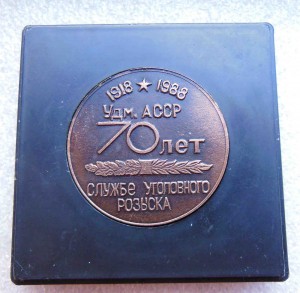 1918 ★ 1988
Удм. АССР
70 лет
СЛУЖБЕ УГОЛОВНОГО
РОЗЫСКА